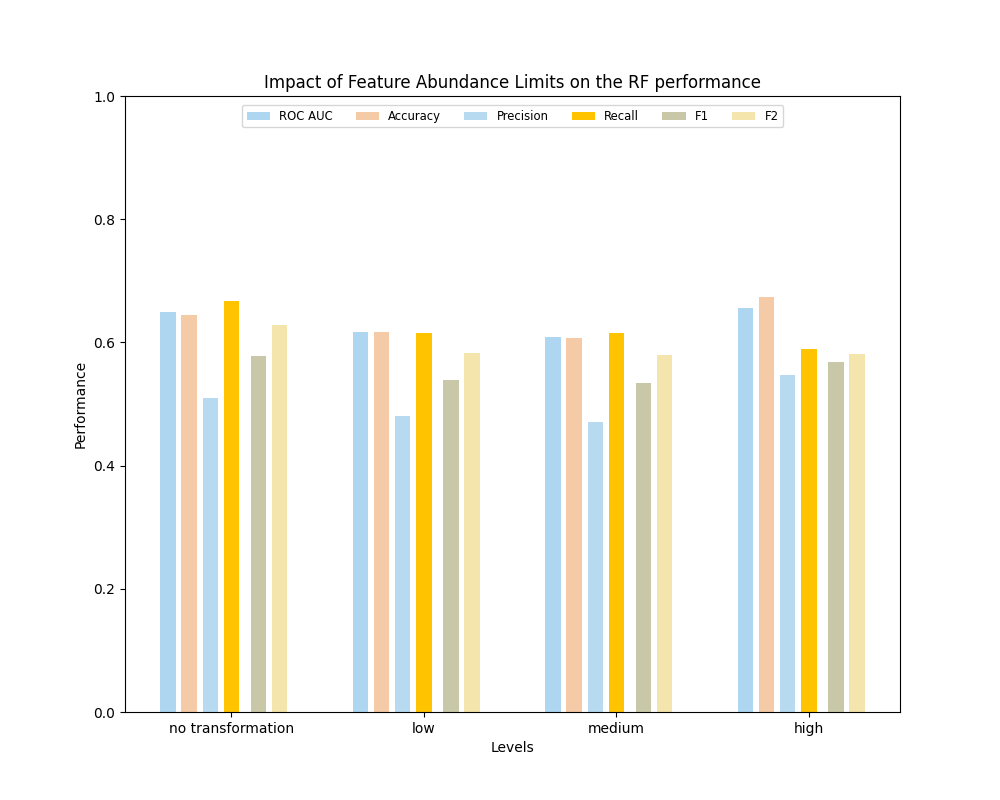 Impact of Feature Abundance Limits on the RF performance
ROC AUC Accuracy Precision Recall F1 F2
1.0
0.8
0.6
0.4
0.2
0.0
Performance
no transformation low medium high
Levels